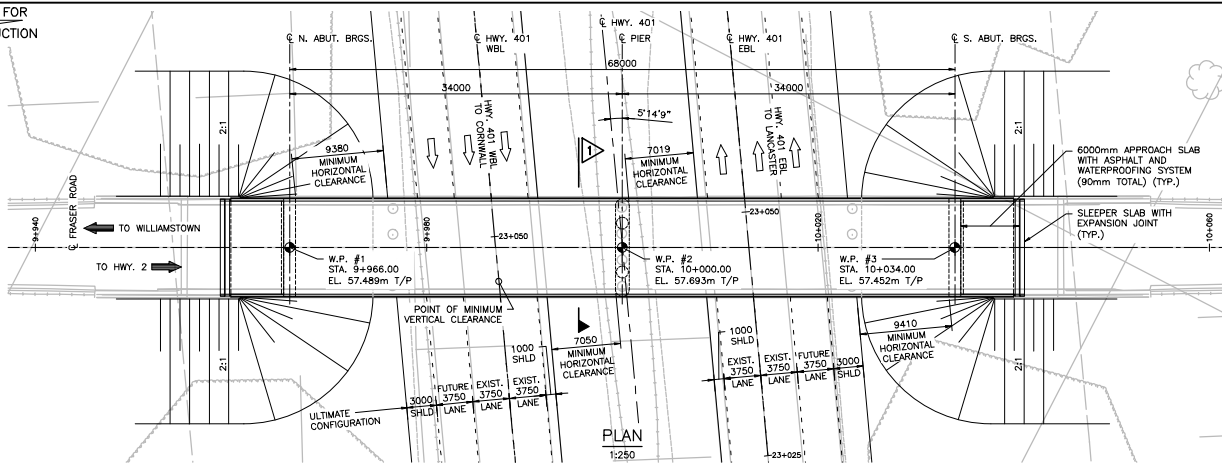 FOR
UCTION
℄ N. ABUT. BRGS.
℄ HWY. 401
WBL
℄ HWY. 401
℄ PIER
℄ HWY. 401
EBL
℄ S. ABUT. BRGS.
68000
34000
34000
5°14'9"
2:1
9380
MINIMUM
HORIZONTAL
CLEARANCE
HWY. 401 WBL
TO CORNWALL
1
7019
MINIMUM
HORIZONTAL
CLEARANCE
HWY. 401 EBL
TO LANCASTER
2:1
6000mm APPROACH SLAB
WITH ASPHALT AND
WATERPROOFING SYSTEM
(90mm TOTAL) (TYP.)
SLEEPER SLAB WITH
EXPANSION JOINT
(TYP.)
9+940
℄ FRASER ROAD
TO WILLIAMSTOWN
TO HWY. 2
9+980
23+050
23+050
10+020
10+060
W.P. #1
STA. 9+966.00
EL. 57.489m T/P
W.P. #2
STA. 10+000.00
EL. 57.693m T/P
W.P. #3
STA. 10+034.00
EL. 57.452m T/P
POINT OF MINIMUM
VERTICAL CLEARANCE
2:1
1000
SHLD
7050
MINIMUM
HORIZONTAL
CLEARANCE
1000
SHLD
9410
MINIMUM
HORIZONTAL
CLEARANCE
2:1
ULTIMATE
CONFIGURATION
3000
SHLD
FUTURE
3750
LANE
EXIST.
3750
LANE
EXIST.
3750
LANE
EXIST.
3750
LANE
EXIST.
3750
LANE
FUTURE
3750
LANE
3000
SHLD
PLAN
1:250
23+025